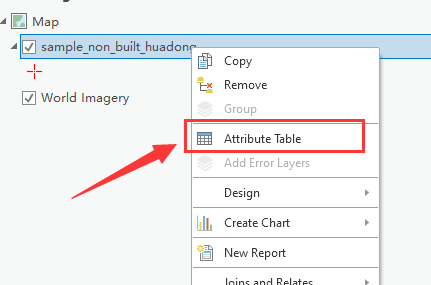 Map
sample_non_built_huadong
Copy
Remove
World Imagery
Group
Attribute Table
Add Error Layers
Design
Create Chart
New Report
Joins and Relates